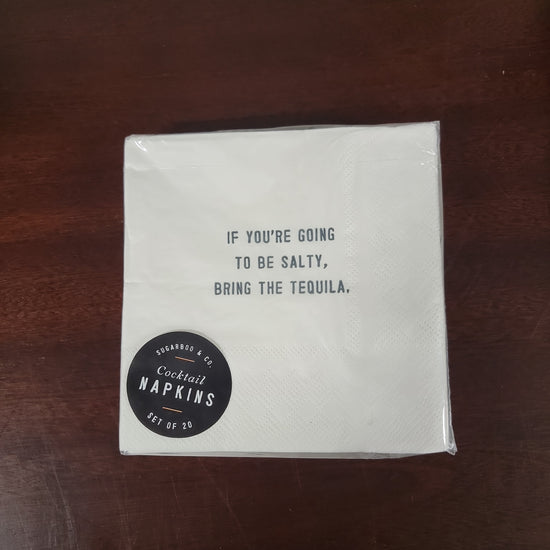 IF YOU'RE GOING
TO BE SALTY,
BRING THE TEQUILA.
SUGARBOO & CO.
Cocktail
NAPKINS
SET OF 20